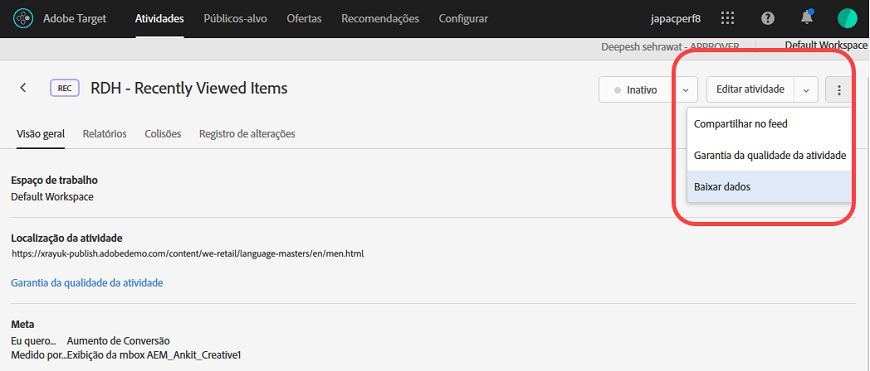 Adobe Target Atividades Públicos-alvo Ofertas Recomendações Configurar japacperf8
Deepesh sehrawat - APPROVER Default Workspace
REC RDH - Recently Viewed Items Inativo Editar atividade
Compartilhar no feed
Garantia da qualidade da atividade
Baixar dados
Visão geral Relatórios Colisões Registro de alterações
Espaço de trabalho
Default Workspace
Localização da atividade
https://xrayuk-publish.adobedemo.com/content/we-retail/language-masters/en/men.html
Garantia da qualidade da atividade
Meta
Eu quero... Aumento de Conversão
Medido por...Exibição da mbox AEM_Ankit_Creative1